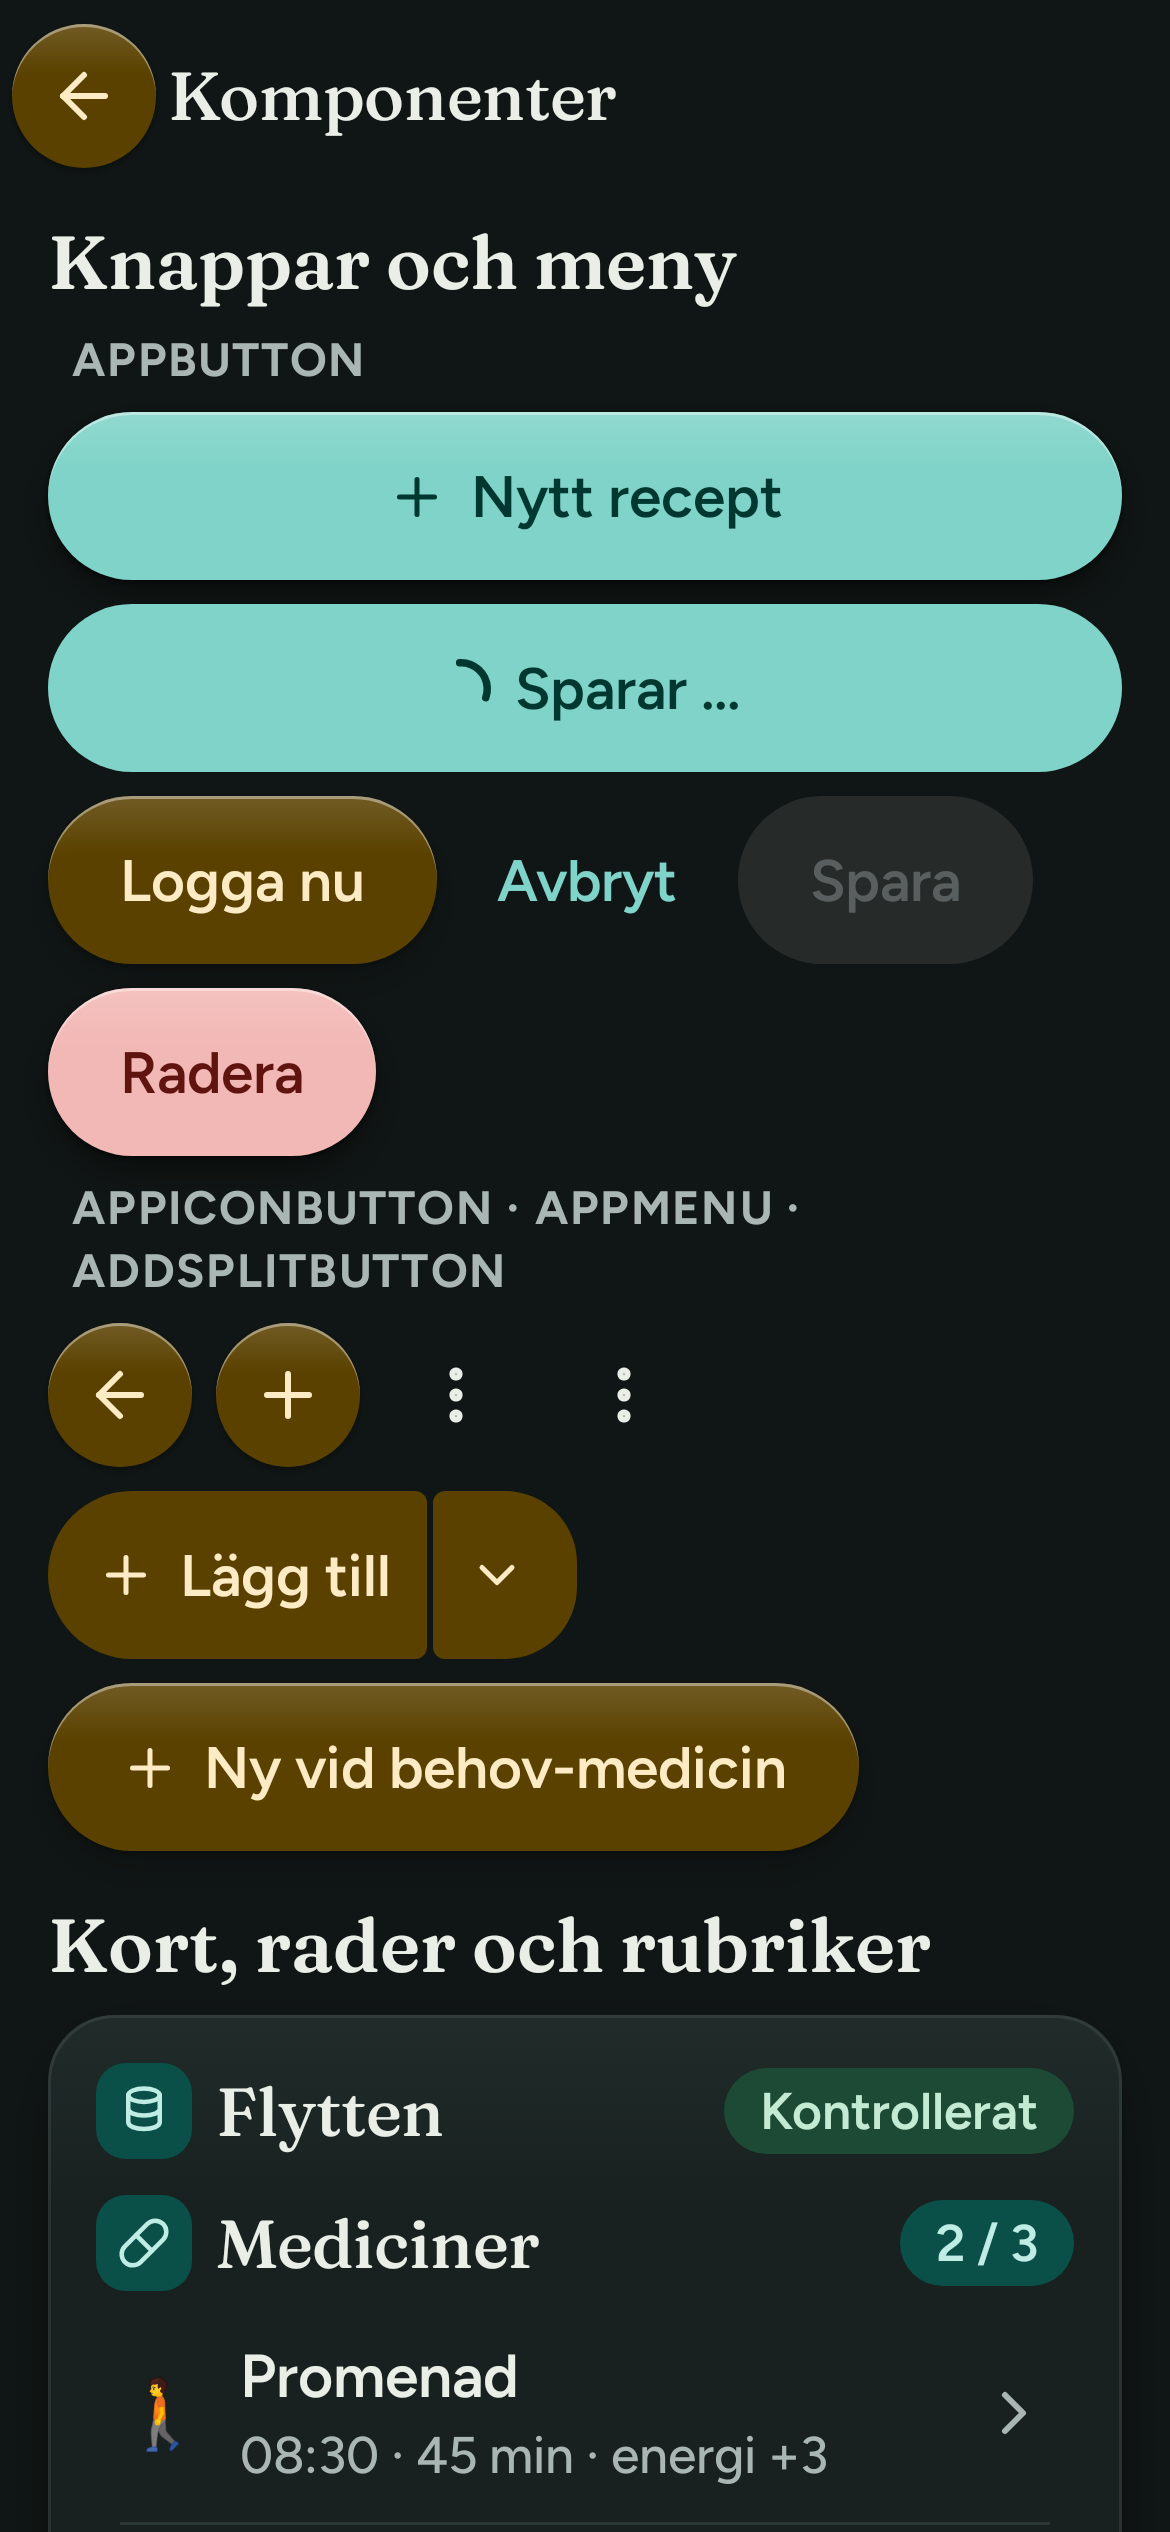 Komponenter
Knappar och meny
APPBUTTON
Nytt recept
Sparar ...
Logga nu
Avbryt
Spara
Radera
APPICONBUTTON · APPMENU ·
ADDSPLITBUTTON
Lägg till
Ny vid behov-medicin
Kort, rader och rubriker
Flytten
Kontrollerat
Mediciner
2 / 3
Promenad
08:30 · 45 min · energi +3